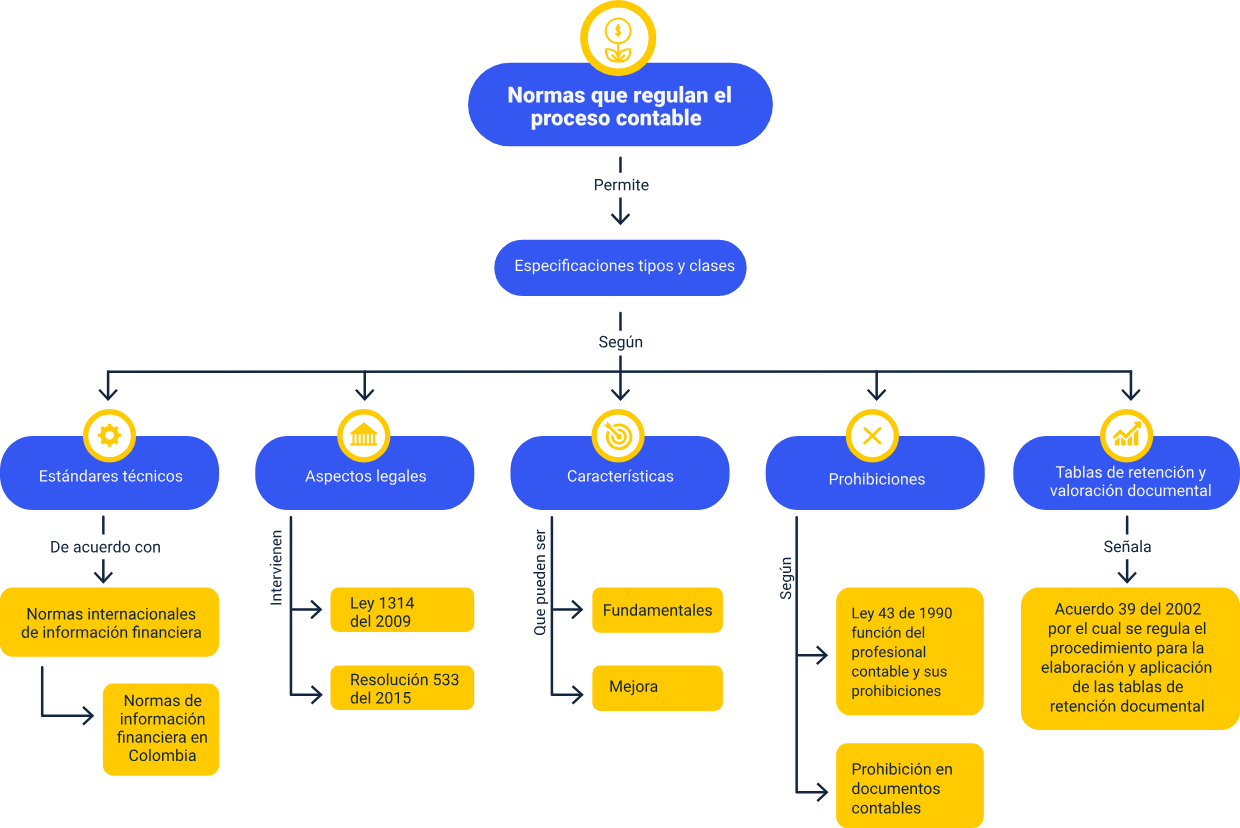 $
Normas que regulan el
proceso contable
Permite
Especificaciones tipos y clases
Según
Estándares técnicos
De acuerdo con
Normas internacionales
de información financiera
Normas de
información
financiera en
Colombia
Aspectos legales
Intervienen
Ley 1314
del 2009
Resolución 533
del 2015
Características
Que pueden ser
Fundamentales
Mejora
Prohibiciones
Según
Ley 43 de 1990
función del
profesional
contable y sus
prohibiciones
Prohibición en
documentos
contables
Tablas de retención y
valoración documental
Señala
Acuerdo 39 del 2002
por el cual se regula el
procedimiento para la
elaboración y aplicación
de las tablas de
retención documental